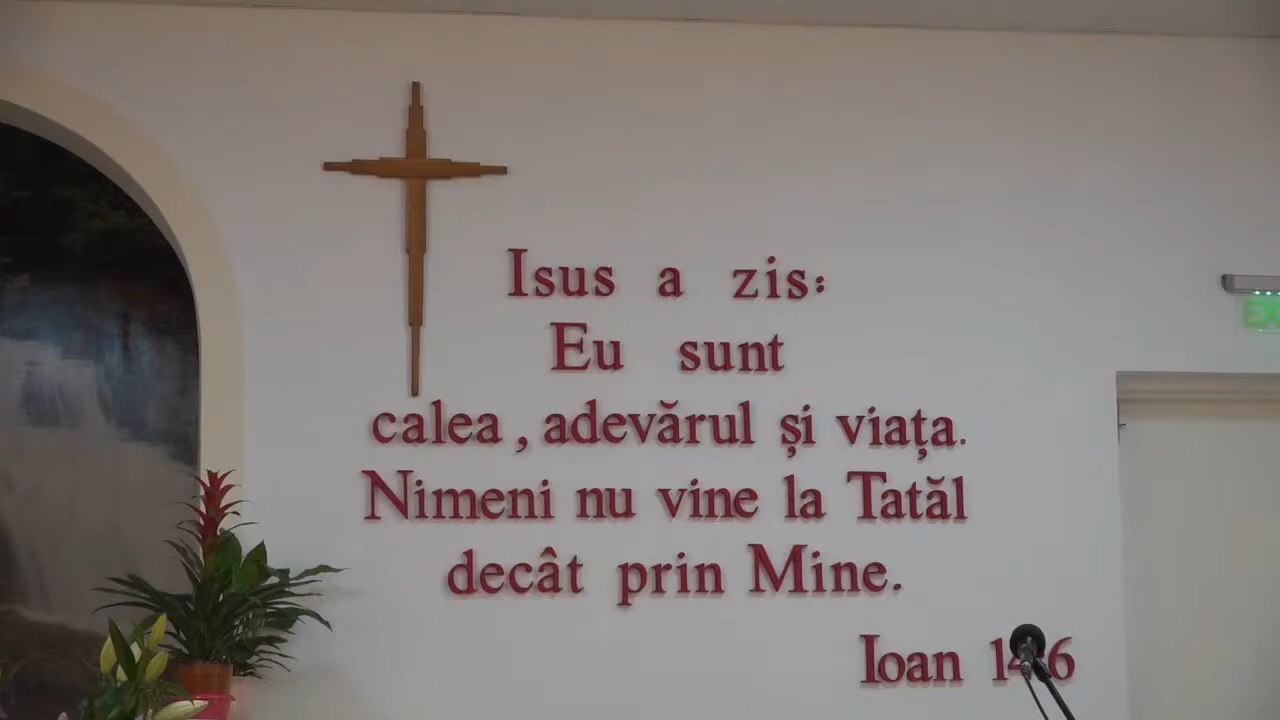 Isus a zis:
Eu sunt
calea, adevărul și viața.
Nimeni nu vine la Tatăl
decât prin Mine.
Ioan